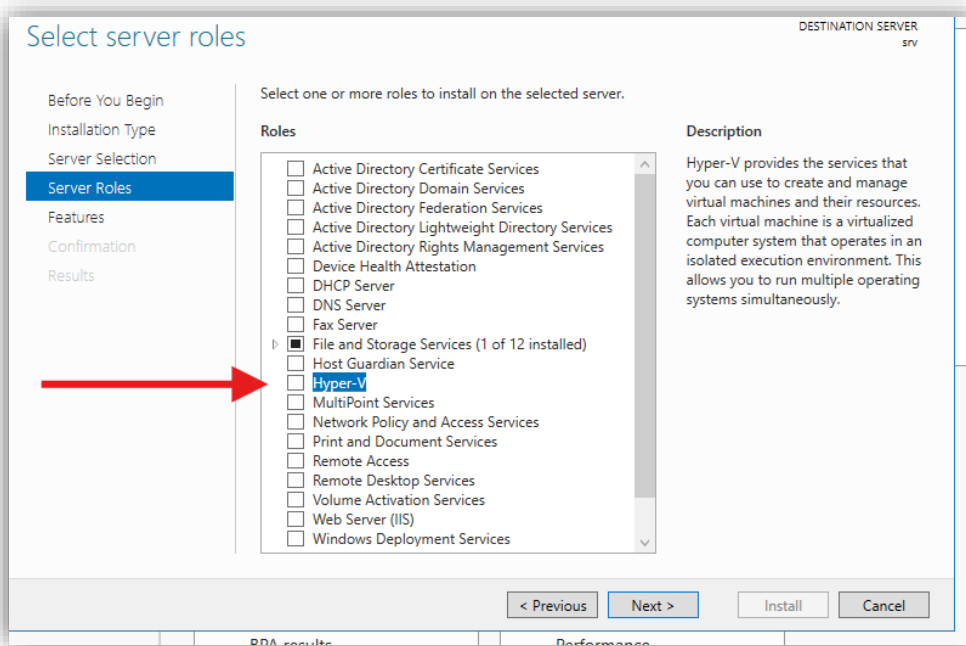 Select server roles
DESTINATION SERVER
srv
Before You Begin
Installation Type
Server Selection
Server Roles
Features
Confirmation
Results
Select one or more roles to install on the selected server.
Roles
Active Directory Certificate Services
Active Directory Domain Services
Active Directory Federation Services
Active Directory Lightweight Directory Services
Active Directory Rights Management Services
Device Health Attestation
DHCP Server
DNS Server
Fax Server
File and Storage Services (1 of 12 installed)
Host Guardian Service
Hyper-V
MultiPoint Services
Network Policy and Access Services
Print and Document Services
Remote Access
Remote Desktop Services
Volume Activation Services
Web Server (IIS)
Windows Deployment Services
Description
Hyper-V provides the services that
you can use to create and manage
virtual machines and their resources.
Each virtual machine is a virtualized
computer system that operates in an
isolated execution environment. This
allows you to run multiple operating
systems simultaneously.
< Previous
Next >
Install
Cancel
BPA results
Performance